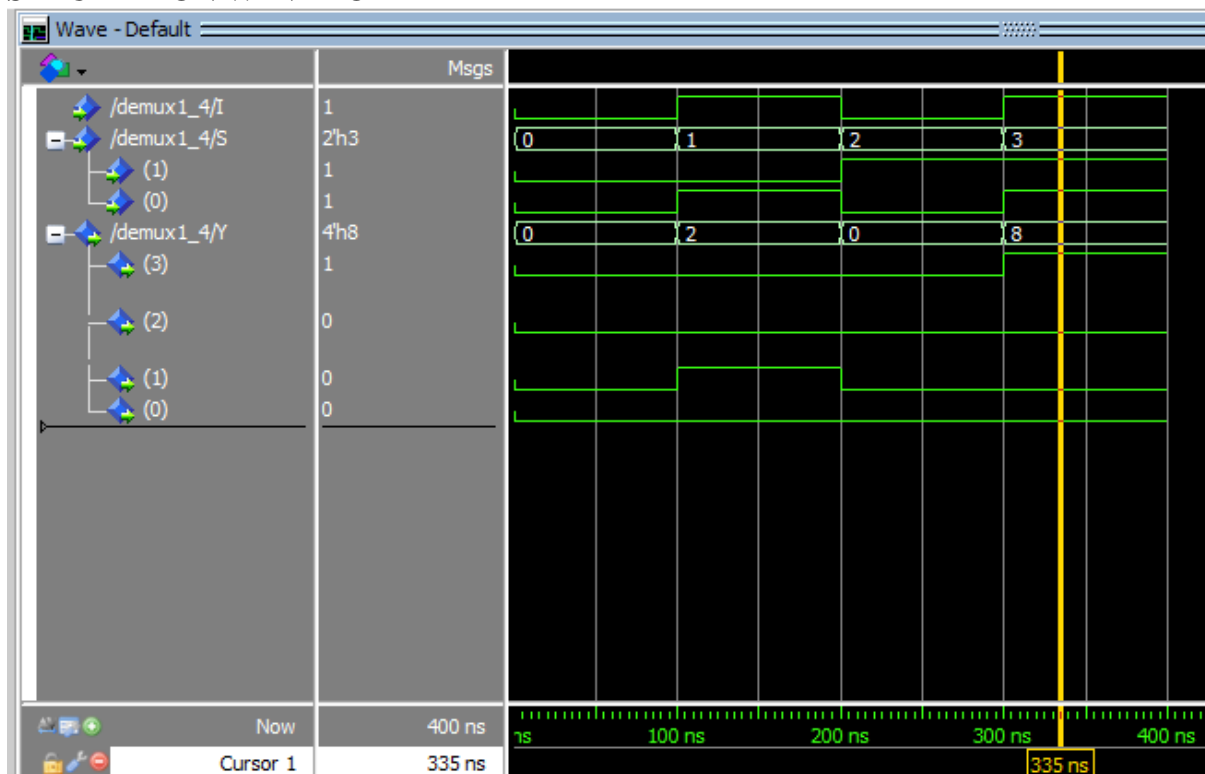 Wave - Default
Msgs
/demux1_4/I 1
/demux1_4/S 2'h3 0 1 2 3
(1) 1
(0) 1
/demux1_4/Y 4'h8 0 2 0 8
(3) 1
(2) 0
(1) 0
(0) 0
Now 400 ns ns 100 ns 200 ns 300 ns 400 ns
Cursor 1 335 ns 335 ns